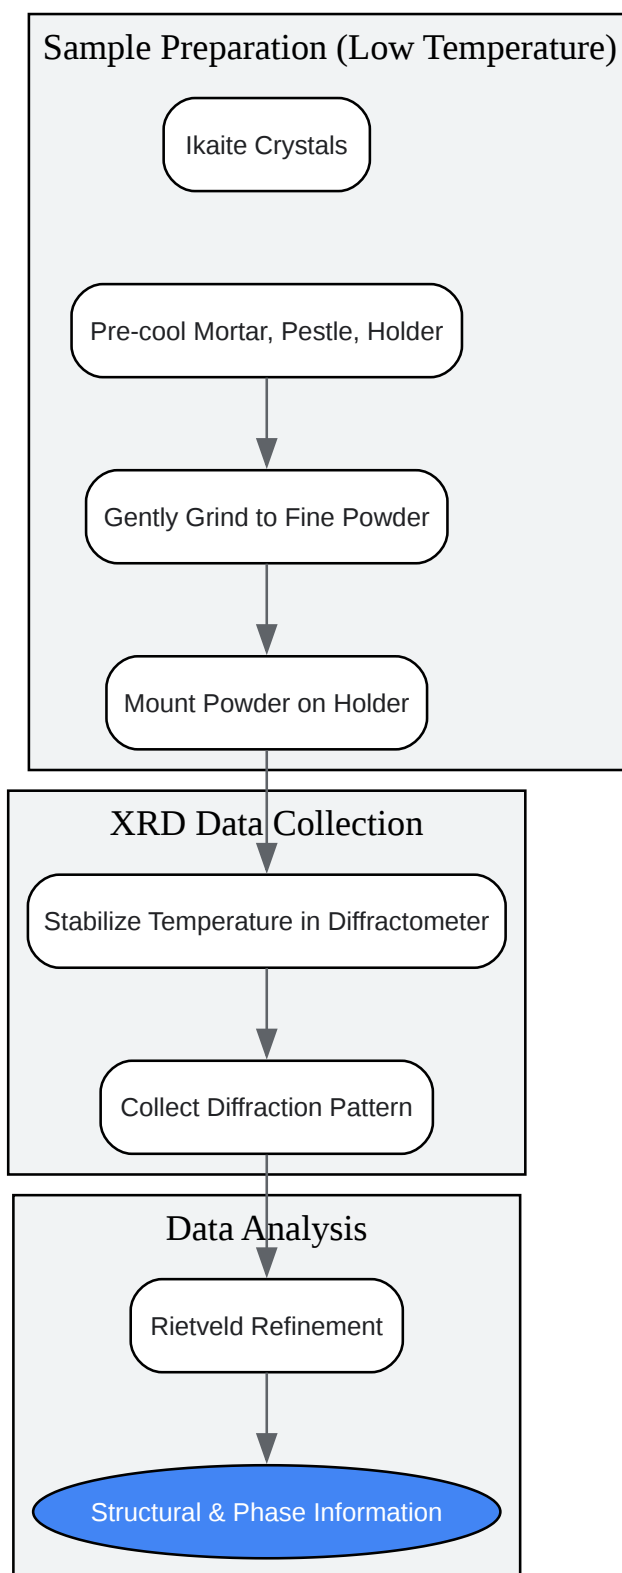 Sample Preparation (Low Temperature)
Ikaite Crystals
Pre-cool Mortar, Pestle, Holder
Gently Grind to Fine Powder
Mount Powder on Holder
XRD Data Collection
Stabilize Temperature in Diffractometer
Collect Diffraction Pattern
Data Analysis
Rietveld Refinement
Structural & Phase Information